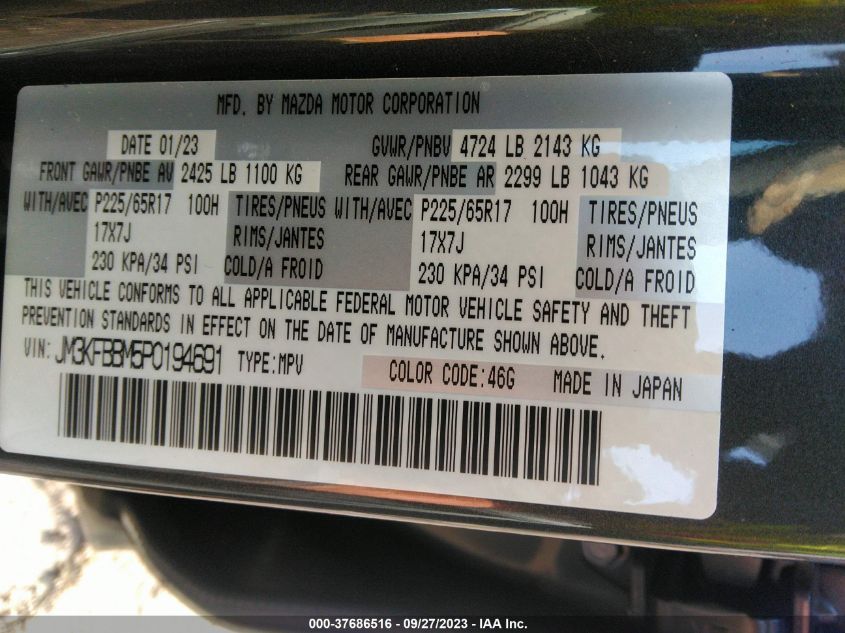 MFD. BY MAZDA MOTOR CORPORATION
DATE 01/23 GVWR/PNBV 4724 LB 2143 KG
FRONT GAWR/PNBE AV 2425 LB 1100 KG REAR GAWR/PNBE AR 2299 LB 1043 KG
WITH/AVEC P225/65R17 100H TIRES/PNEUS WITH/AVEC P225/65R17 100H TIRES/PNEUS
17X7J RIMS/JANTES 17X7J RIMS/JANTES
230 KPA/34 PSI COLD/A FROID 230 KPA/34 PSI COLD/A FROID
THIS VEHICLE CONFORMS TO ALL APPLICABLE FEDERAL MOTOR VEHICLE SAFETY AND THEFT
PREVENTION STANDARDS IN EFFECT ON THE DATE OF MANUFACTURE SHOWN ABOVE.
VIN: JM3KFBBM5P0194691 TYPE:MPV COLOR CODE:46G MADE IN JAPAN
000-37686516 - 09/27/2023 - IAA Inc.